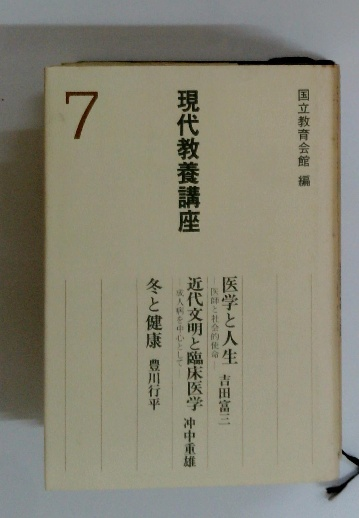 国立教育会館 編
現代教養講座
7
医学と人生 吉田富三
―医師と社会的使命―
近代文明と臨床医学 冲中重雄
―成人病を中心として―
冬と健康 豊川行平